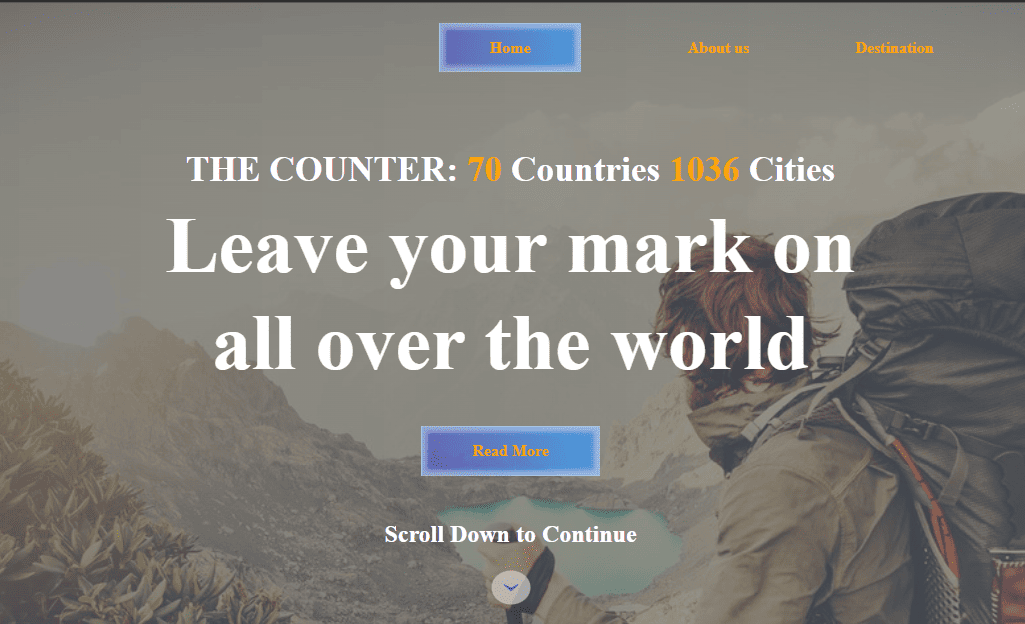 Home About us Destination
THE COUNTER: 70 Countries 1036 Cities
Leave your mark on
all over the world
Read More
Scroll Down to Continue